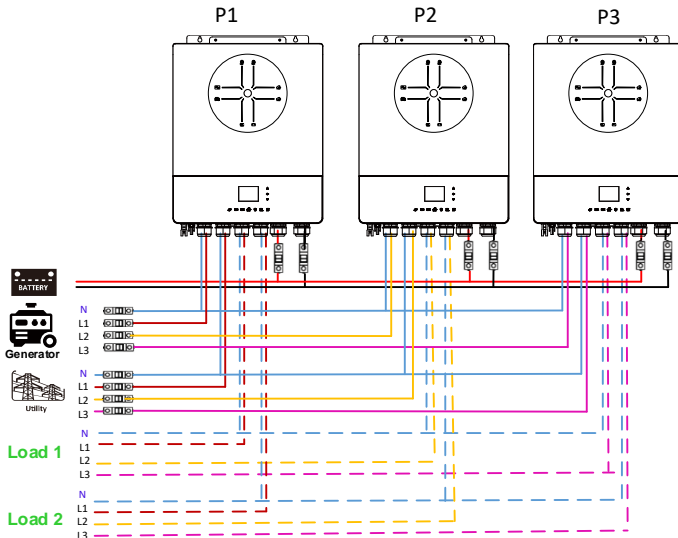 P1 P2 P3
BATTERY
N
L1
L2
L3
Generator
N
L1
L2
L3
Utility
N
L1
L2
L3
Load 1
N
L1
L2
L3
Load 2